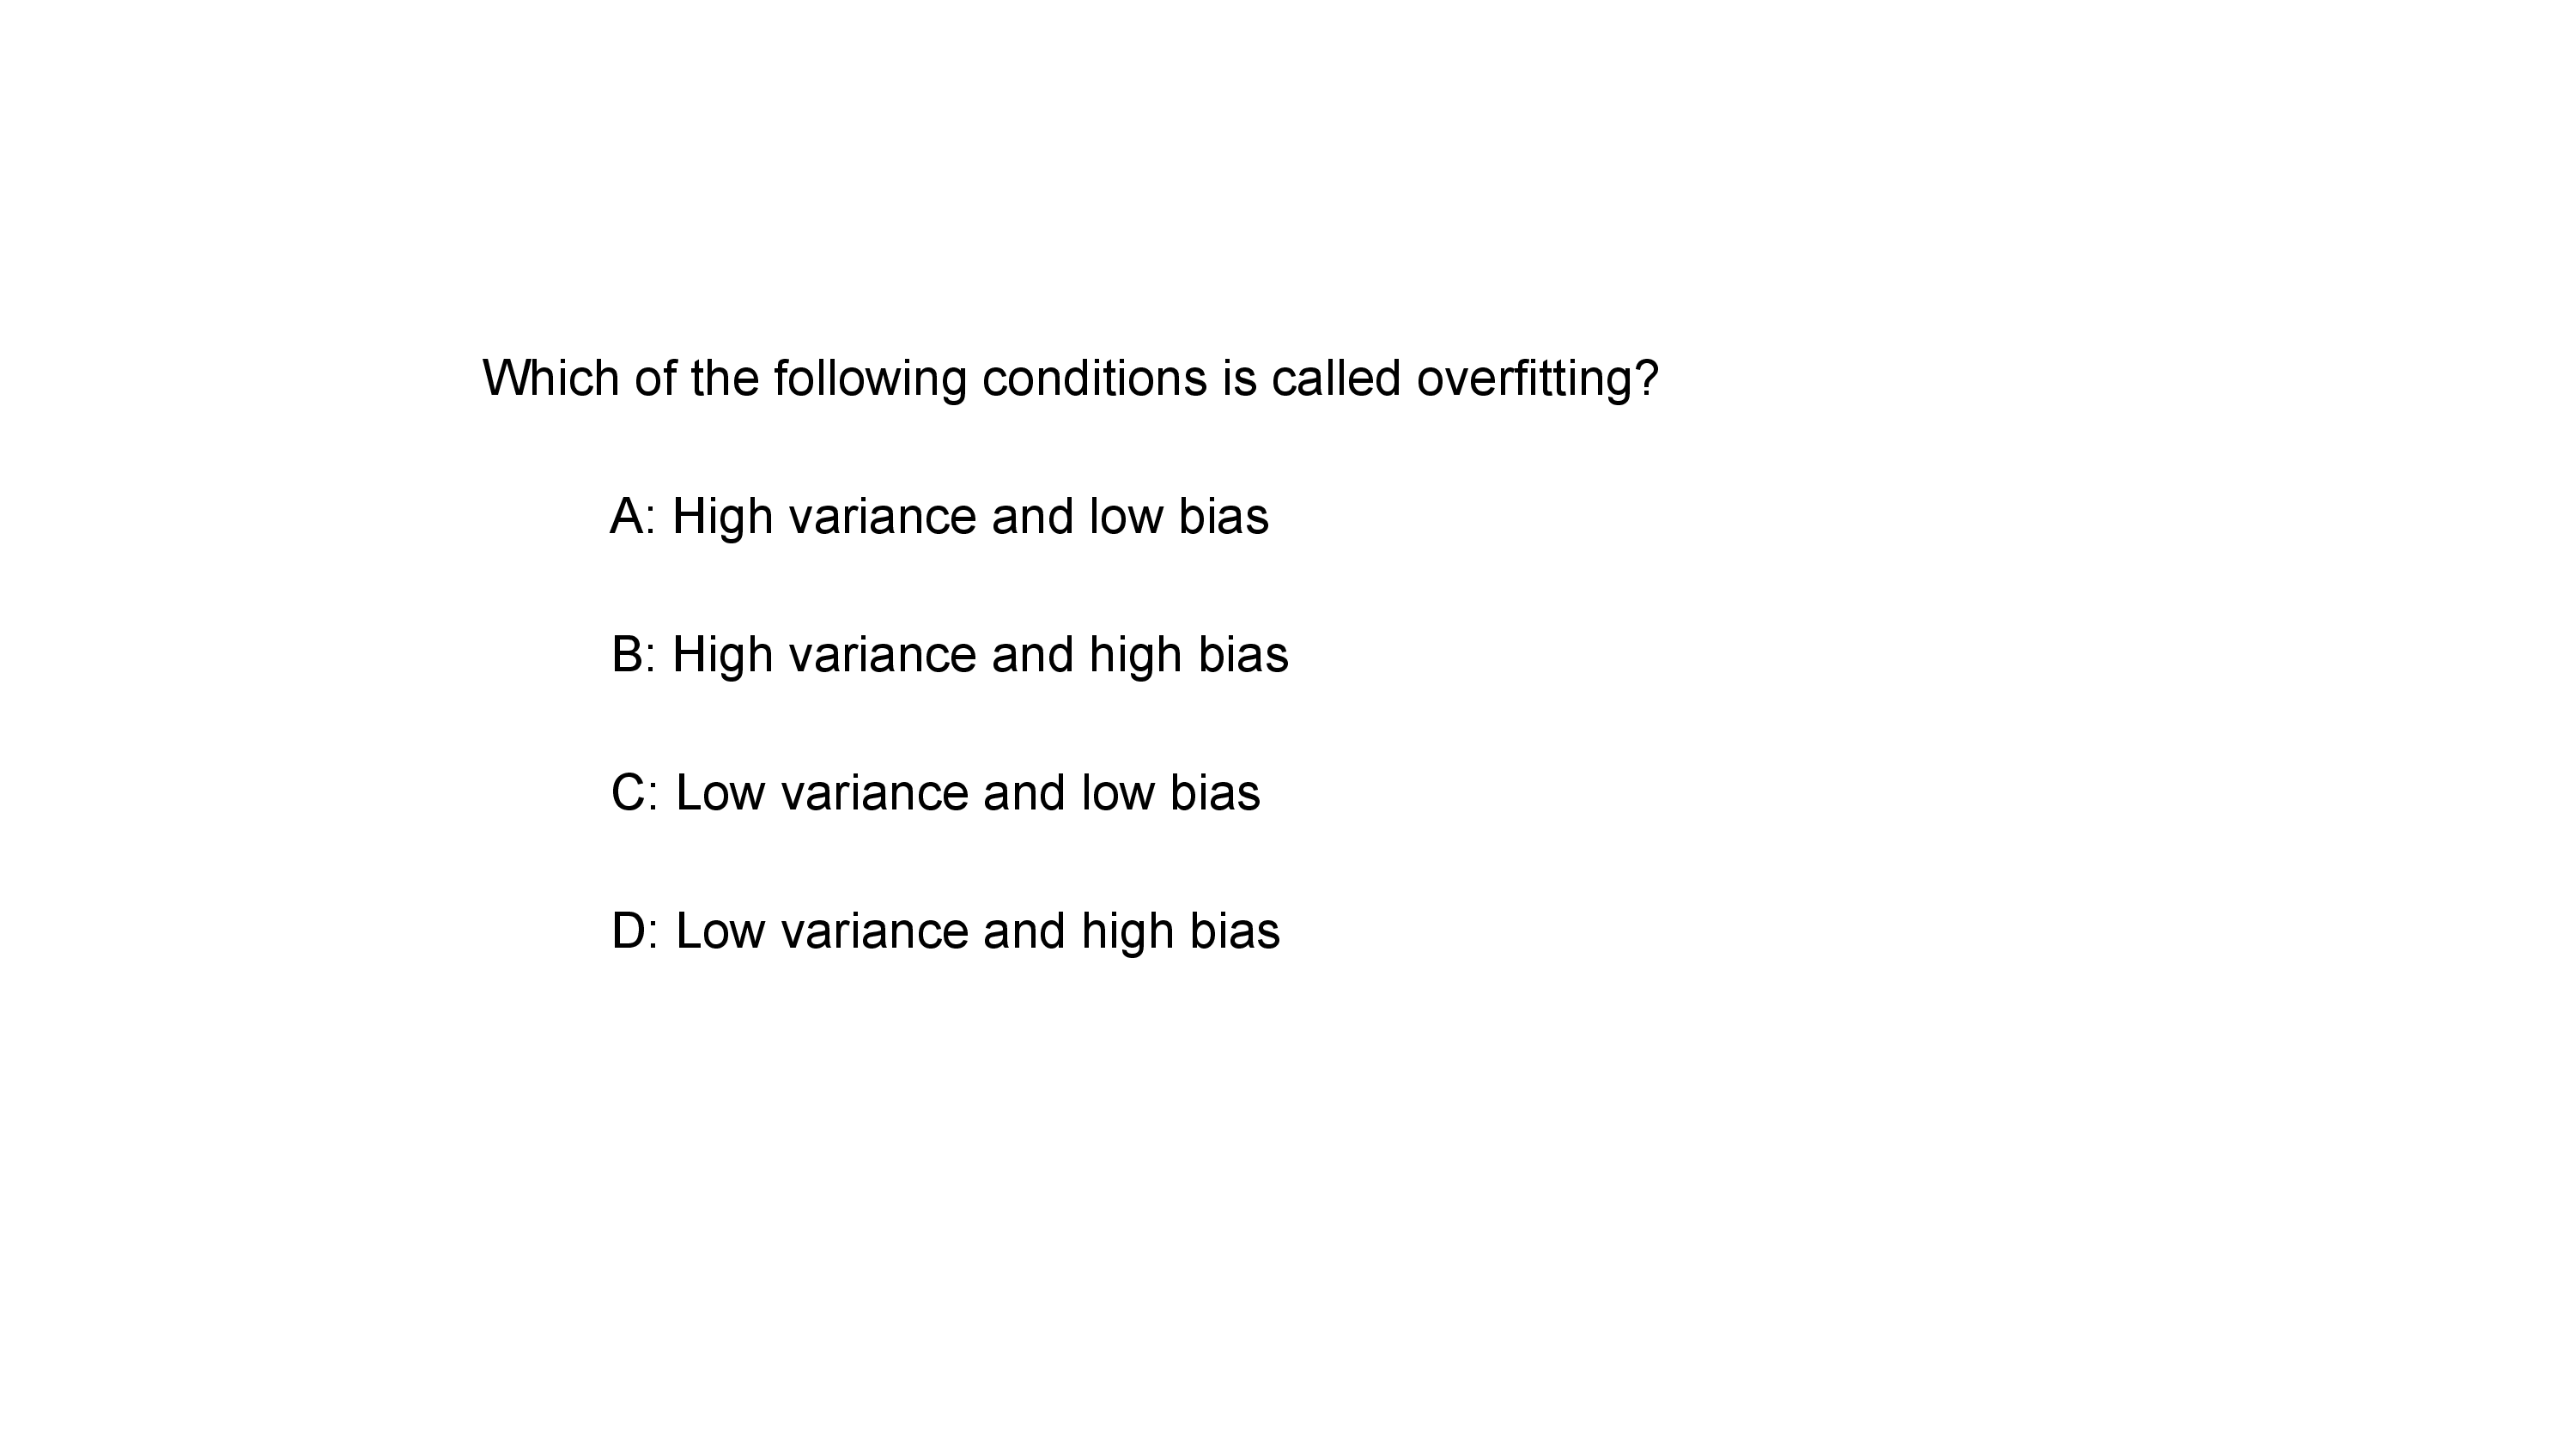 Which of the following conditions is called overfitting?
A: High variance and low bias
B: High variance and high bias
C: Low variance and low bias
D: Low variance and high bias